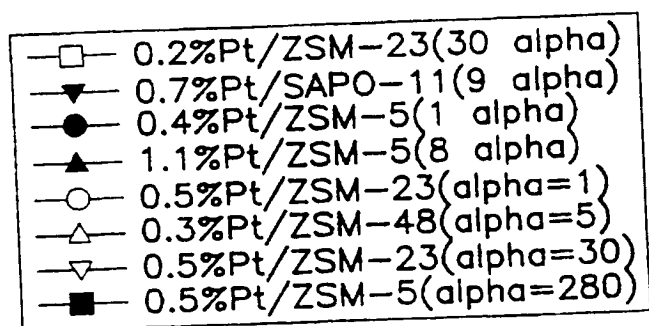 0.2%Pt/ZSM-23(30 alpha)
0.7%Pt/SAPO-11(9 alpha)
0.4%Pt/ZSM-5(1 alpha)
1.1%Pt/ZSM-5(8 alpha)
0.5%Pt/ZSM-23(alpha=1)
0.3%Pt/ZSM-48(alpha=5)
0.5%Pt/ZSM-23(alpha=30)
0.5%Pt/ZSM-5(alpha=280)